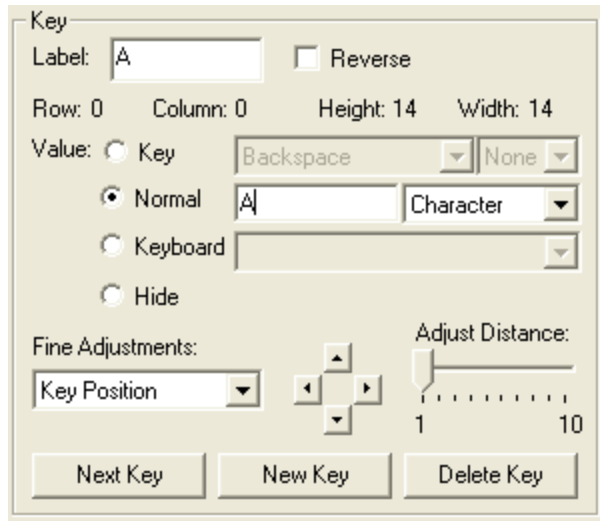 Key
Label: A Reverse
Row: 0 Column: 0 Height: 14 Width: 14
Value: Key Backspace None
Normal A Character
Keyboard
Hide
Fine Adjustments: Adjust Distance:
Key Position
1 10
Next Key New Key Delete Key